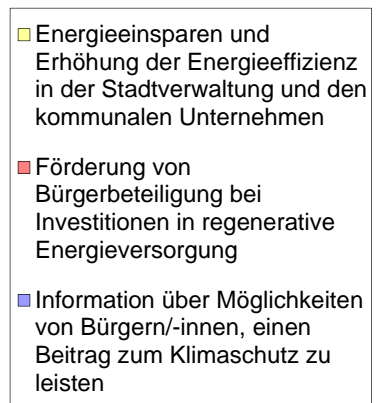 Energieeinsparen und
Erhöhung der Energieeffizienz
in der Stadtverwaltung und den
kommunalen Unternehmen
Förderung von
Bürgerbeteiligung bei
Investitionen in regenerative
Energieversorgung
Information über Möglichkeiten
von Bürgern/-innen, einen
Beitrag zum Klimaschutz zu
leisten